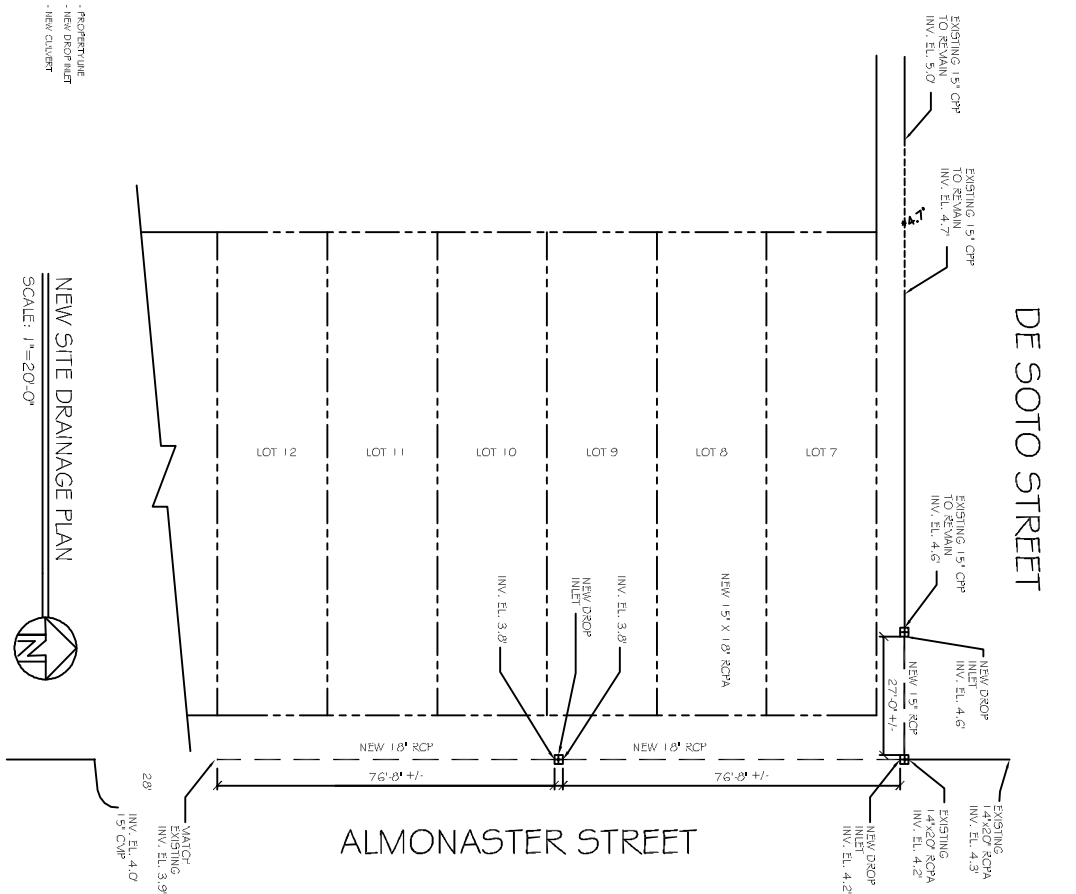 - PROPERTY LINE
- NEW DROP INLET
- NEW CULVERT
EXISTING 15" CPP
TO REMAIN
INV. EL. 5.0'
EXISTING 15" CPP
TO REMAIN
INV. EL. 4.7'
4.7'
DE SOTO STREET
NEW SITE DRAINAGE PLAN
SCALE: 1"=20'-0"
N
LOT 12
LOT 11
LOT 10
LOT 9
LOT 8
LOT 7
EXISTING 15" CPP
TO REMAIN
INV. EL. 4.6'
INV. EL. 3.8'
NEW DROP
INLET
INV. EL. 3.8'
NEW 15" X 18" RCPA
NEW DROP
INLET
INV. EL. 4.6'
NEW 15" RCP
27'-0" +/-
NEW 18" RCP
NEW 18" RCP
76'-8" +/-
76'-8" +/-
28'
INV. EL. 4.0'
15" CMP
MATCH
EXISTING
INV. EL. 3.9'
ALMONASTER STREET
NEW DROP
INLET
INV. EL. 4.2'
EXISTING
14"x20" RCPA
INV. EL. 4.2'
EXISTING
14"x20" RCPA
INV. EL. 4.3'